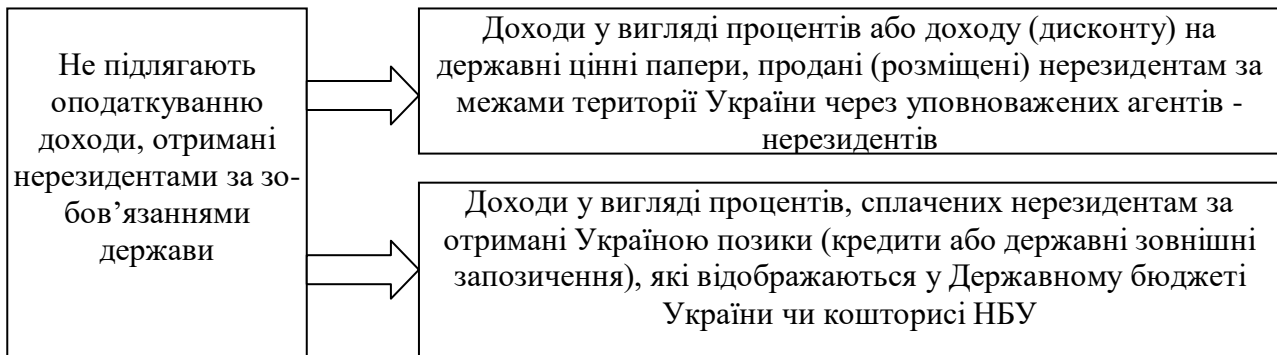 Не підлягають
оподаткуванню
доходи, отримані
нерезидентами за зо-
бов’язаннями
держави
Доходи у вигляді процентів або доходу (дисконту) на
державні цінні папери, продані (розміщені) нерезидентам за
межами території України через уповноважених агентів -
нерезидентів
Доходи у вигляді процентів, сплачених нерезидентам за
отримані Україною позики (кредити або державні зовнішні
запозичення), які відображаються у Державному бюджеті
України чи кошторисі НБУ